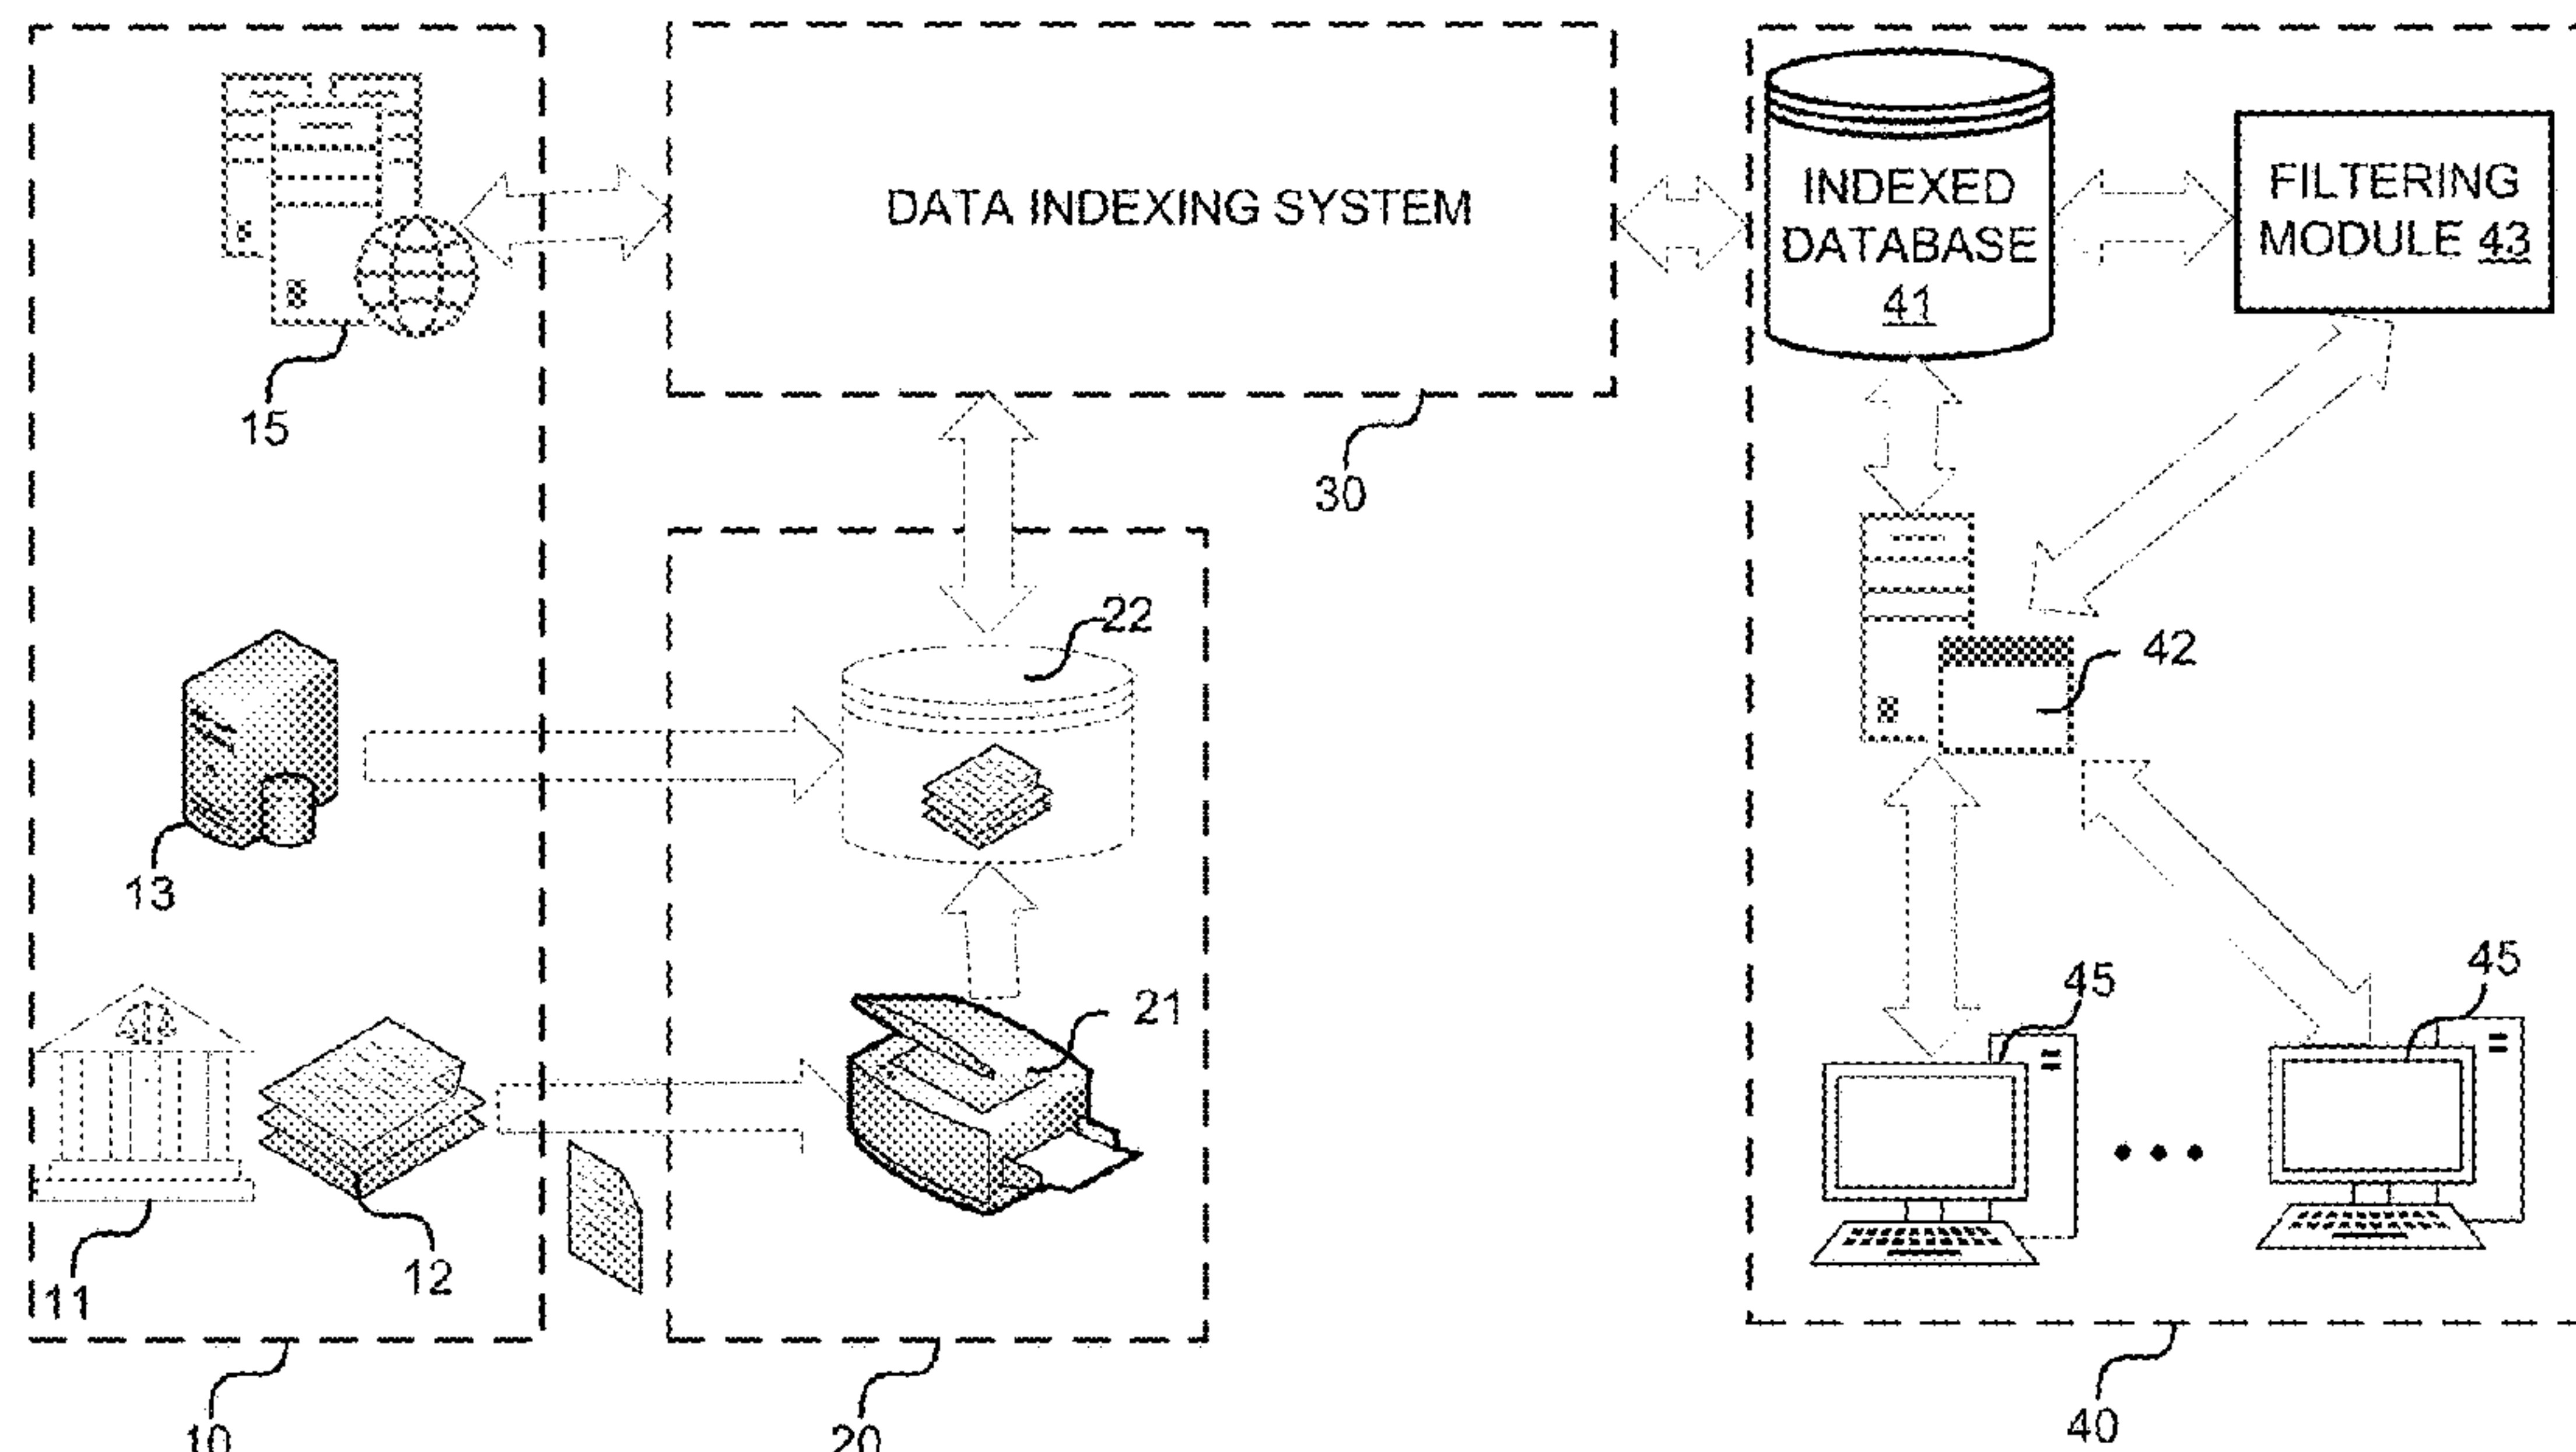 DATA INDEXING SYSTEM
INDEXED
DATABASE
41
FILTERING
MODULE 43
15
30
22
42
13
21
45
45
11
12
10
20
40